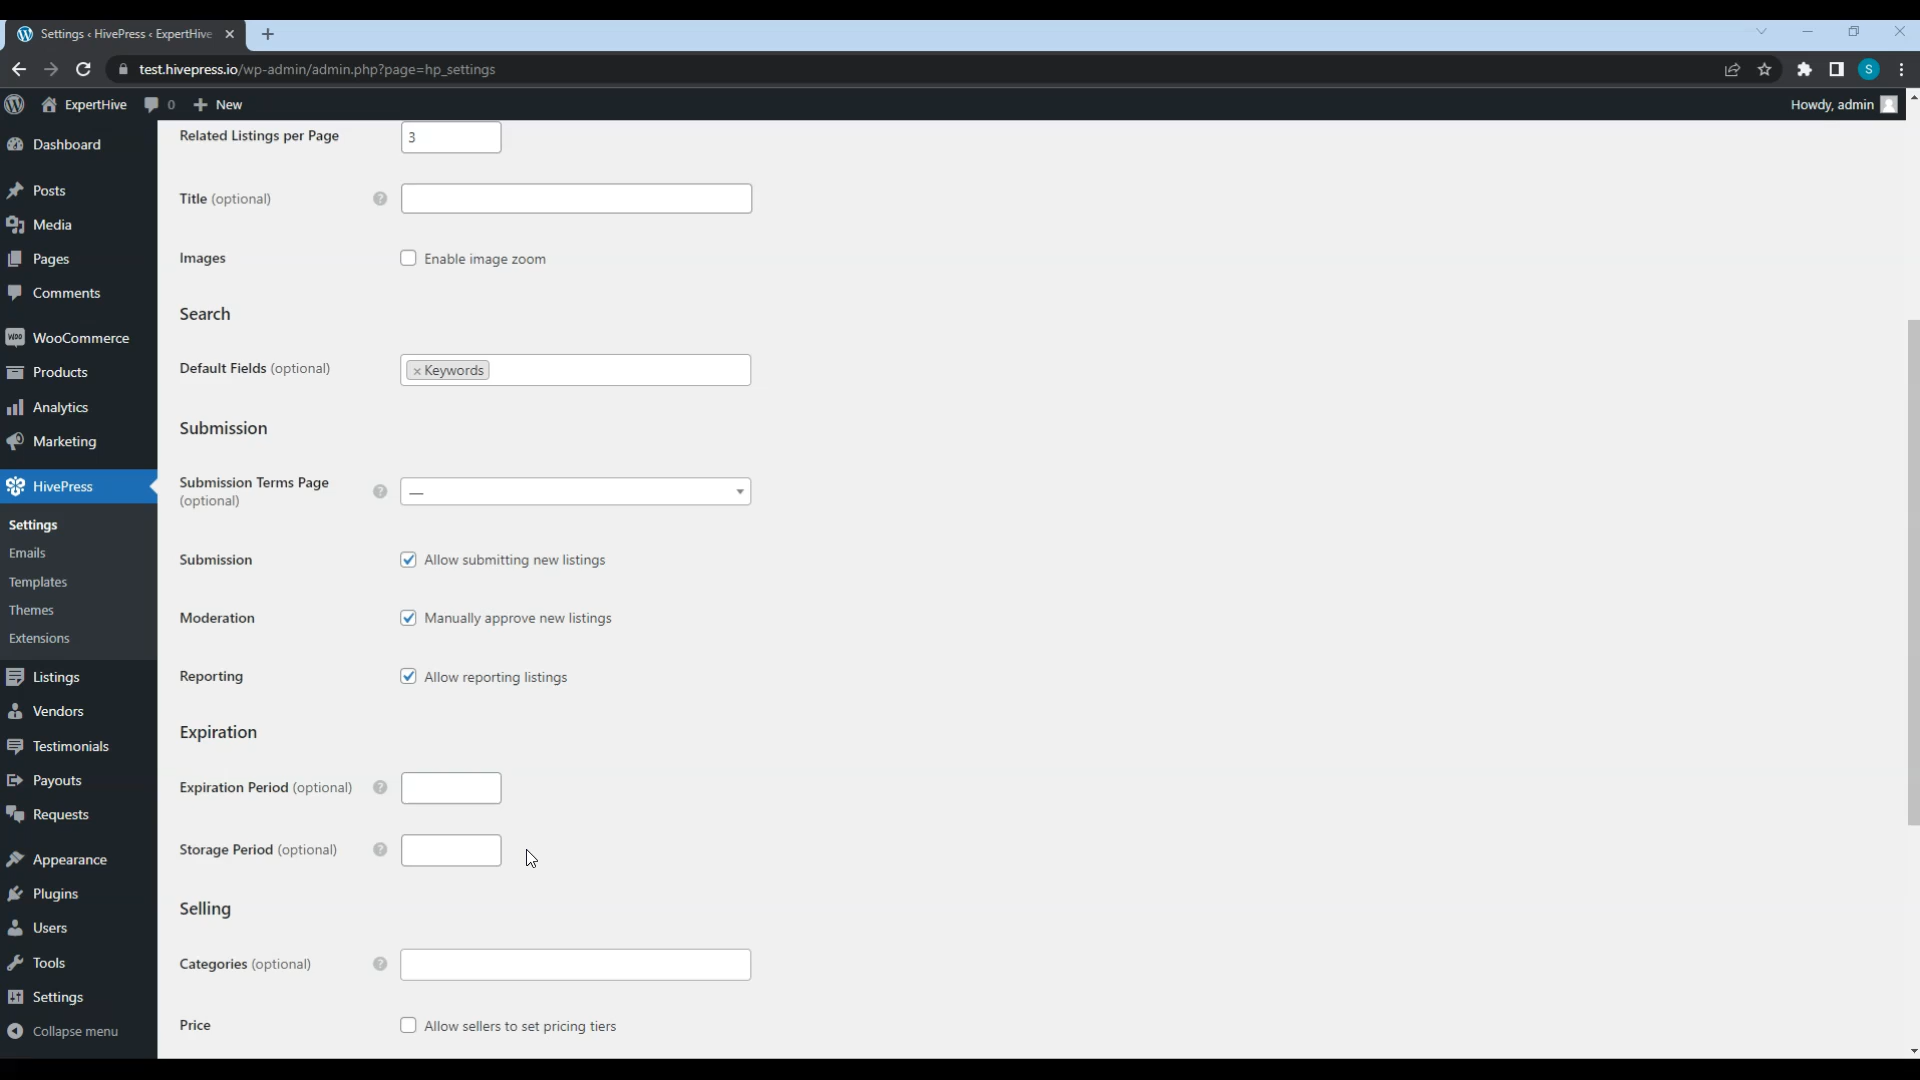 Settings ‹ HivePress ‹ ExpertHive
test.hivepress.io/wp-admin/admin.php?page=hp_settings
S
ExpertHive
0
New
Howdy, admin
Dashboard
Posts
Media
Pages
Comments
WooCommerce
Products
Analytics
Marketing
HivePress
Settings
Emails
Templates
Themes
Extensions
Listings
Vendors
Testimonials
Payouts
Requests
Appearance
Plugins
Users
Tools
Settings
Collapse menu
Related Listings per Page
3
Title (optional)
?
Images
Enable image zoom
Search
Default Fields (optional)
× Keywords
Submission
Submission Terms Page
(optional)
?
—
Submission
Allow submitting new listings
Moderation
Manually approve new listings
Reporting
Allow reporting listings
Expiration
Expiration Period (optional)
?
Storage Period (optional)
?
Selling
Categories (optional)
?
Price
Allow sellers to set pricing tiers